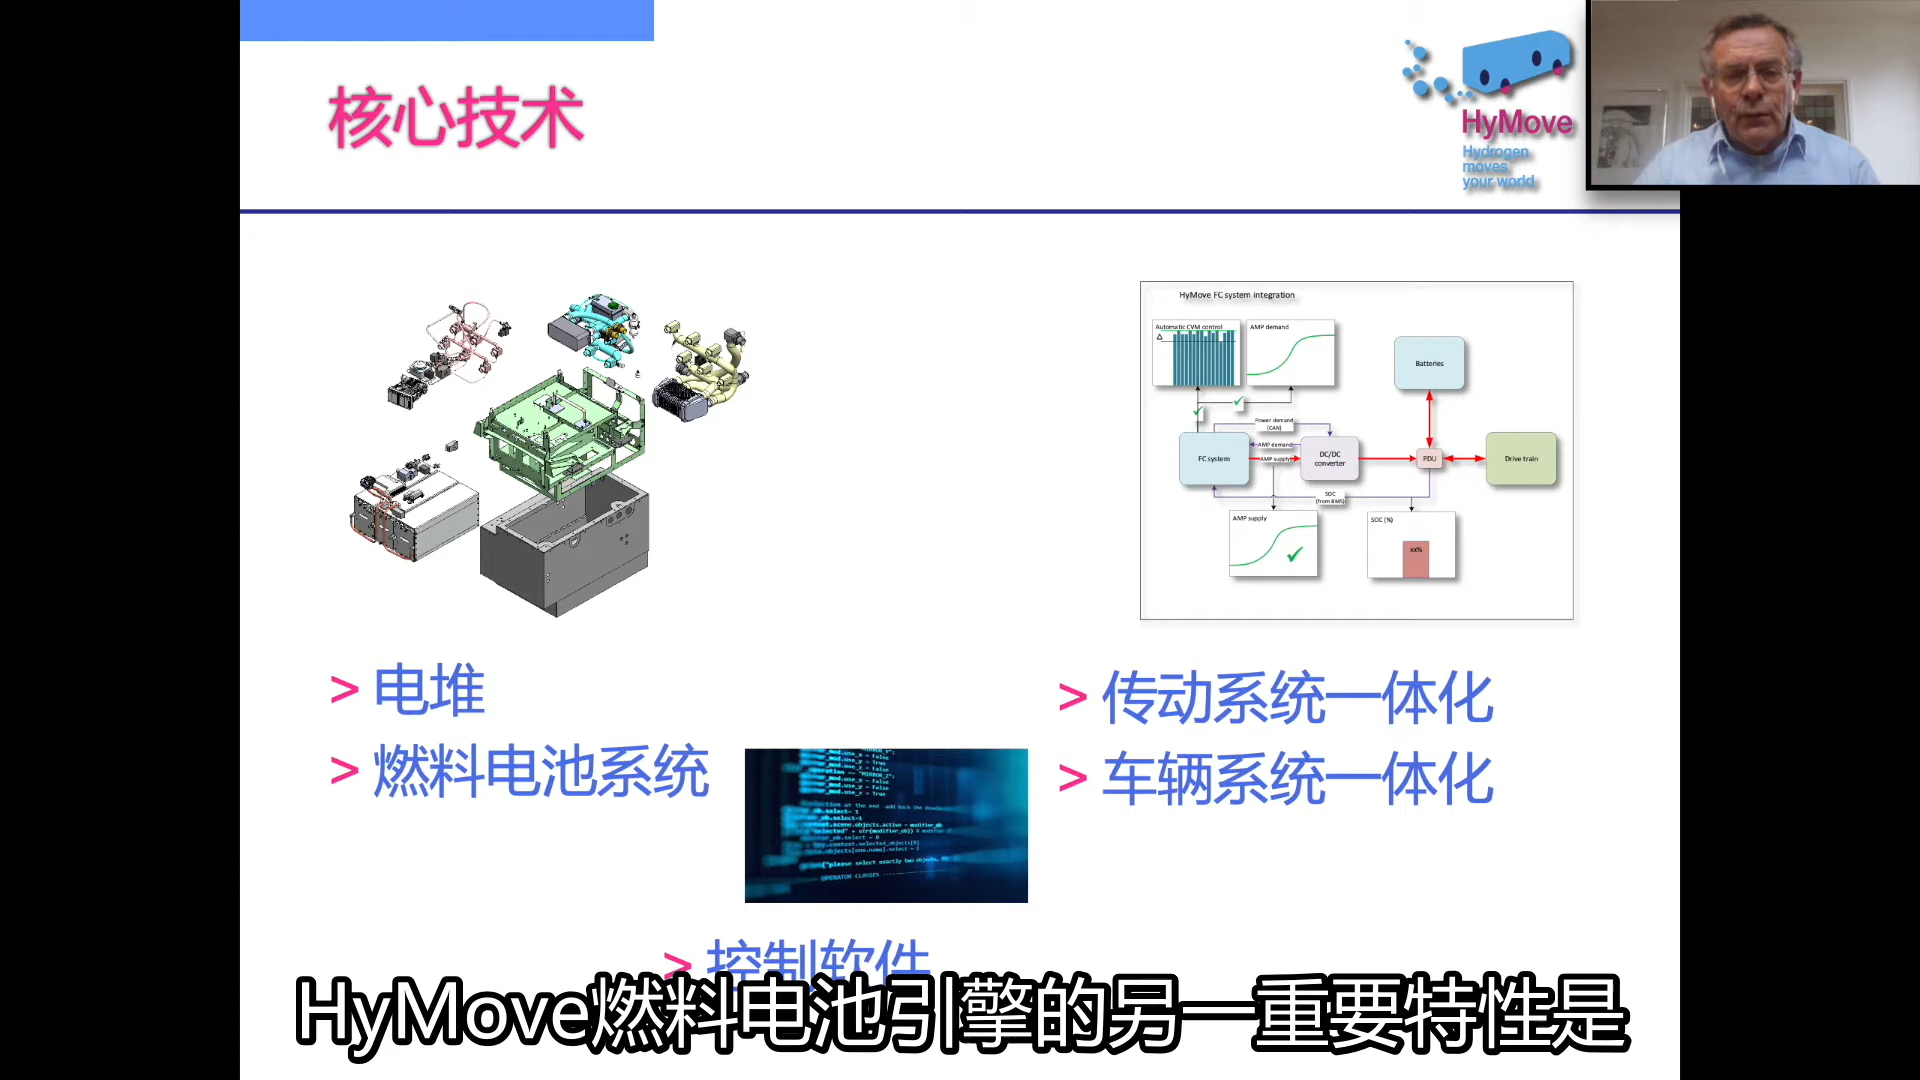 核心技术
HyMove
Hydrogen
moves
your world
HyMove FC system integration
Automatic CVM control
AMP demand
Batteries
Power demand
(CAN)
AMP demand
FC system
AMP supply
DC/DC
converter
PDU
Drive train
SOC
(from BMS)
AMP supply
SOC (%)
xx%
> 电堆
> 燃料电池系统
> 传动系统一体化
> 车辆系统一体化
> 控制软件
HyMove燃料电池引擎的另一重要特性是